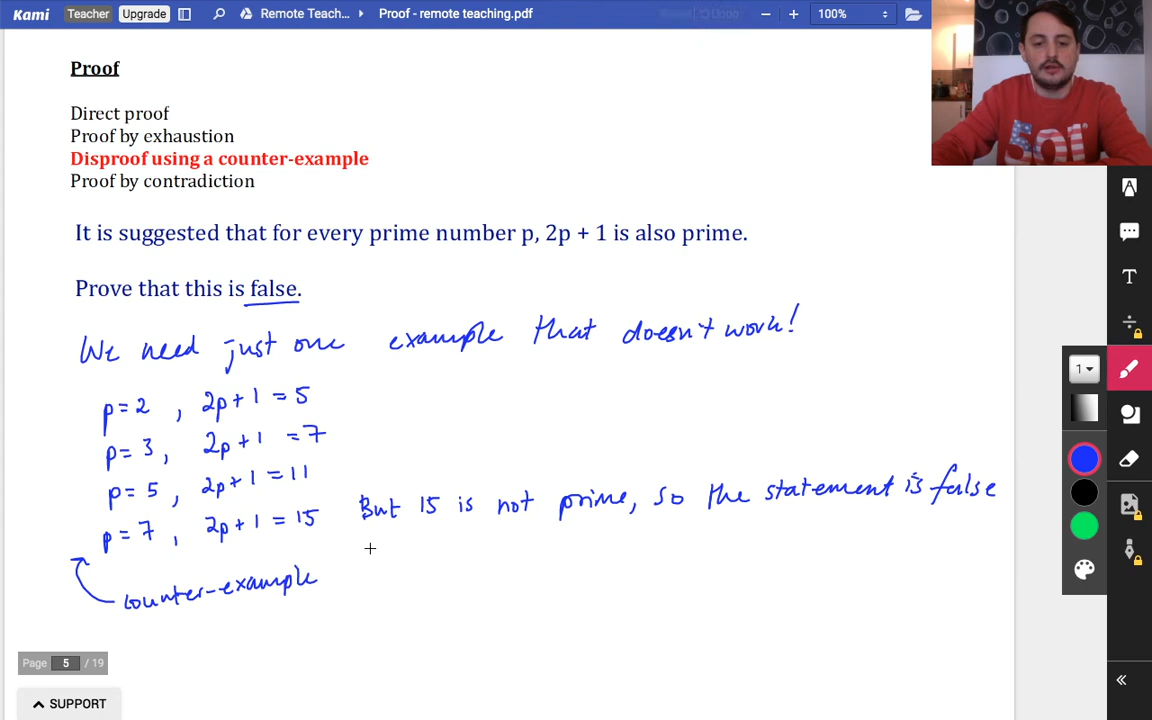 Kami Teacher Upgrade Remote Teach... Proof - remote teaching.pdf 100%
Proof
Direct proof
Proof by exhaustion
Disproof using a counter-example
Proof by contradiction
It is suggested that for every prime number p, 2p + 1 is also prime.
Prove that this is false.
We need just one example that doesn't work!
p = 2 , 2p + 1 = 5
p = 3 , 2p + 1 = 7
p = 5 , 2p + 1 = 11
p = 7 , 2p + 1 = 15 But 15 is not prime, so the statement is false
counter-example
501
1
T
A
Page 5 / 19
SUPPORT